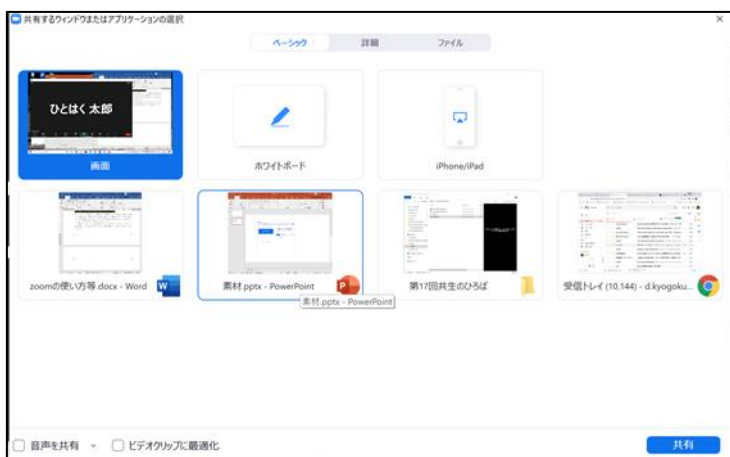 共有するウィンドウまたはアプリケーションの選択
ベーシック 詳細 ファイル
ひとはく 太郎
画面
ホワイトボード
iPhone/iPad
zoomの使い方等.docx - Word
素材.pptx - PowerPoint
第17回共生のひろば
受信トレイ (10,144) - d.kyogoku...
素材.pptx - PowerPoint
音声を共有
ビデオクリップに最適化
共有